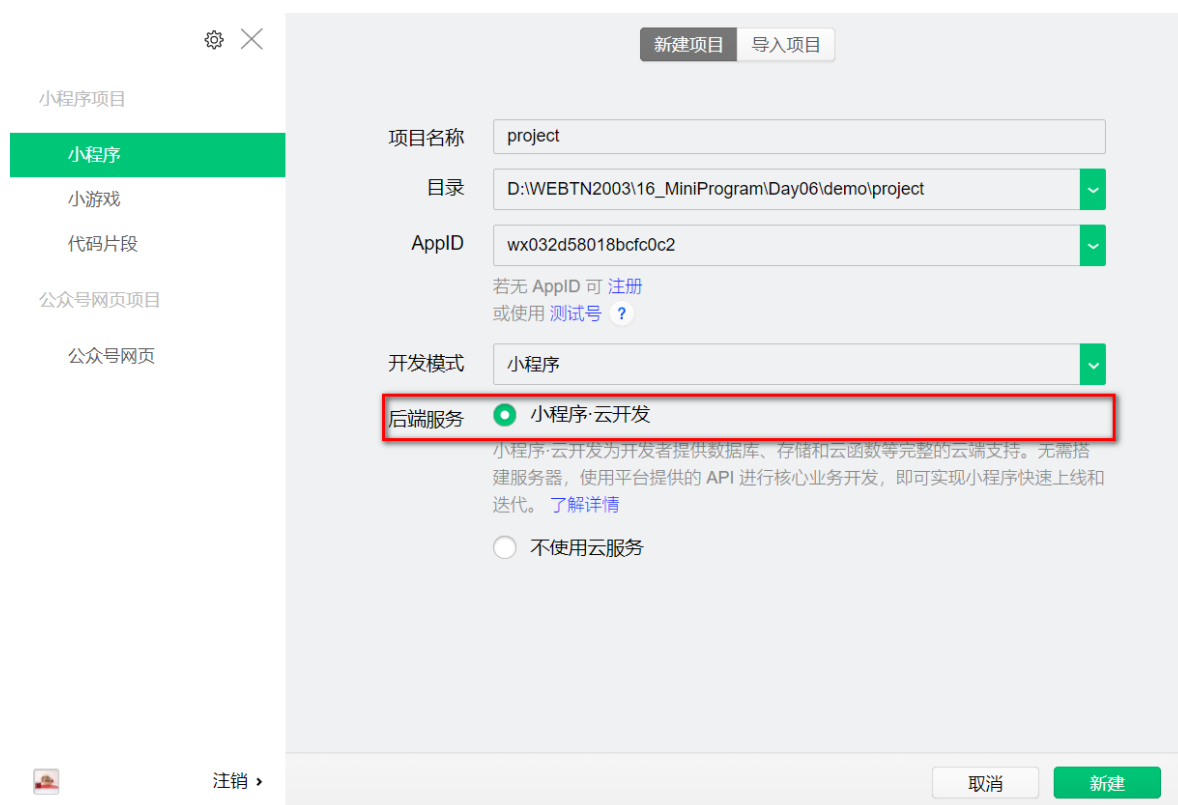 新建项目 导入项目
小程序项目
小程序
小游戏
代码片段
公众号网页项目
公众号网页
注销 ›
项目名称 project
目录 D:\WEBTN2003\16_MiniProgram\Day06\demo\project
AppID wx032d58018bcfc0c2
若无 AppID 可 注册
或使用 测试号 ?
开发模式 小程序
后端服务 小程序·云开发
小程序·云开发为开发者提供数据库、存储和云函数等完整的云端支持。无需搭
建服务器，使用平台提供的 API 进行核心业务开发，即可实现小程序快速上线和
迭代。 了解详情
不使用云服务
取消 新建